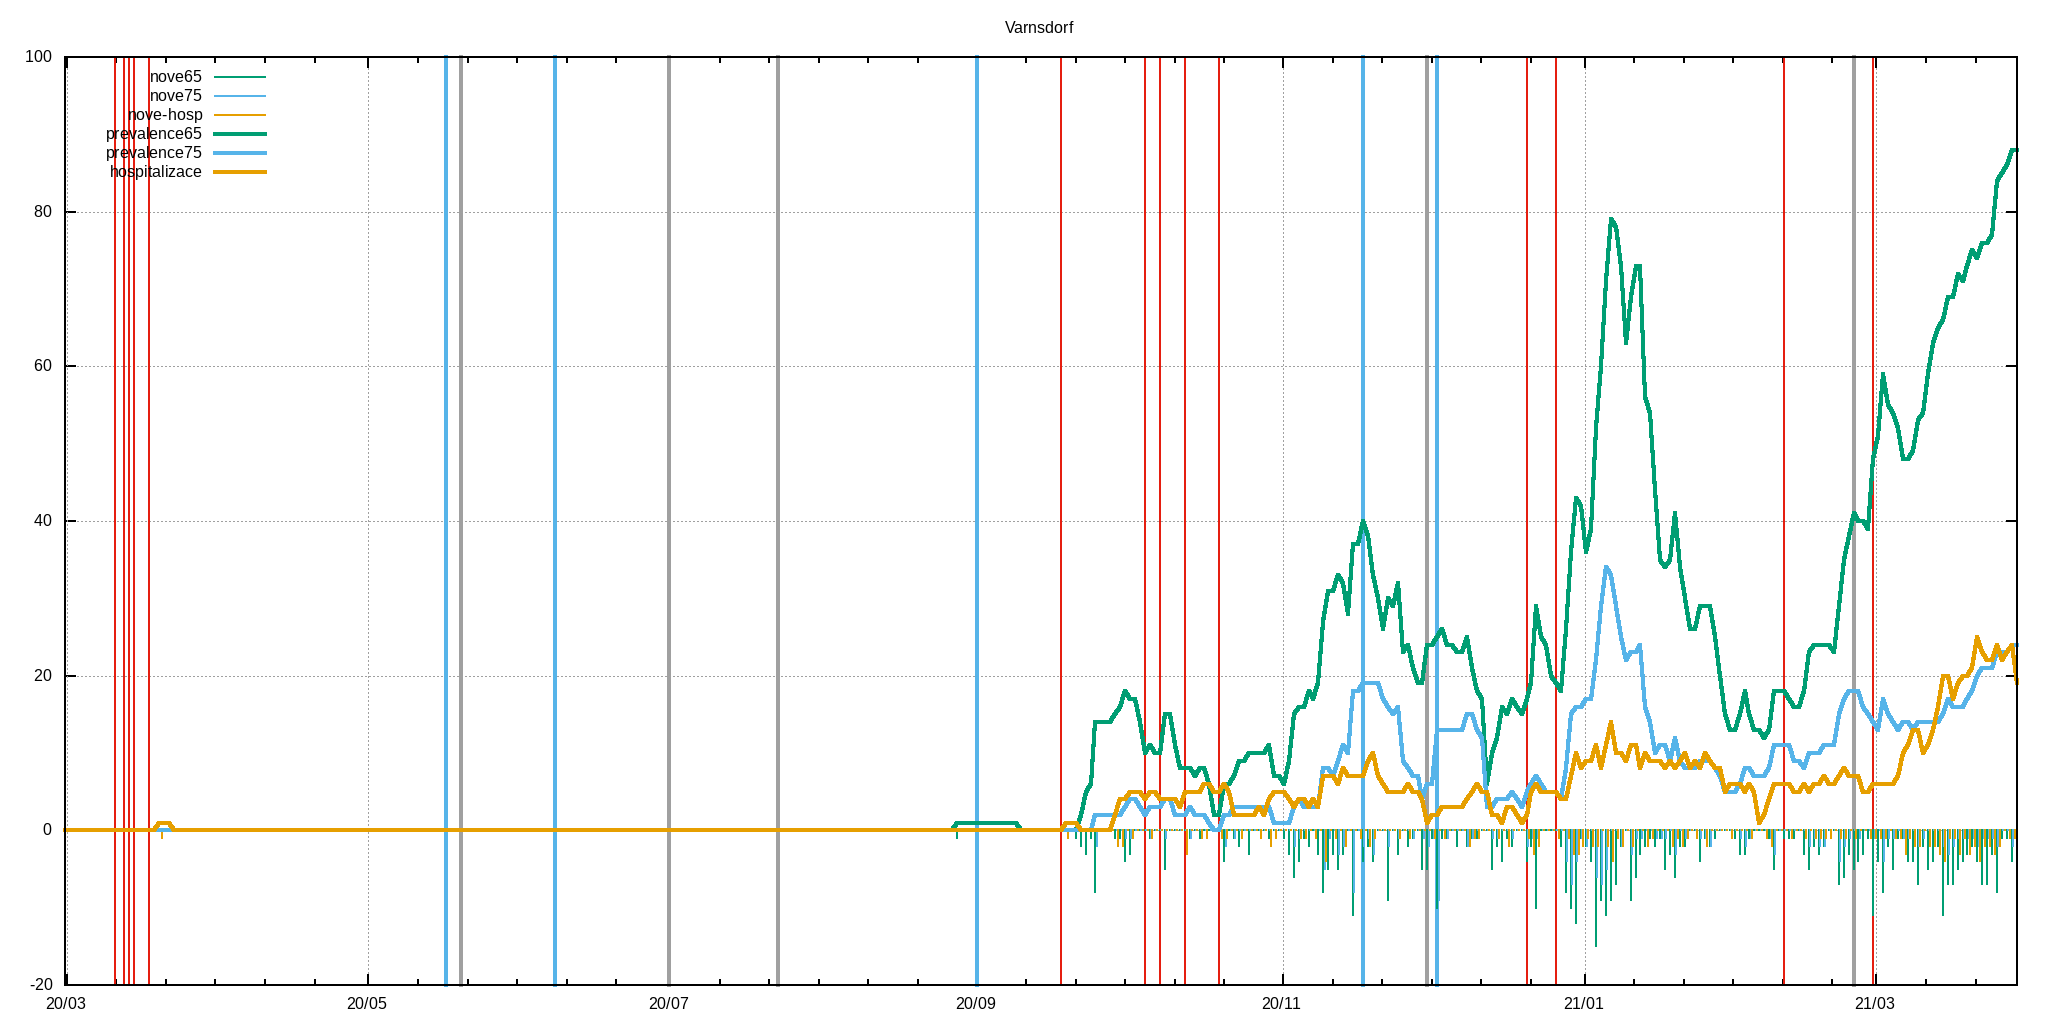 Varnsdorf
100
80
60
40
20
0
-20
nove65
nove75
nove-hosp
prevalence65
prevalence75
hospitalizace
20/03 20/05 20/07 20/09 20/11 21/01 21/03